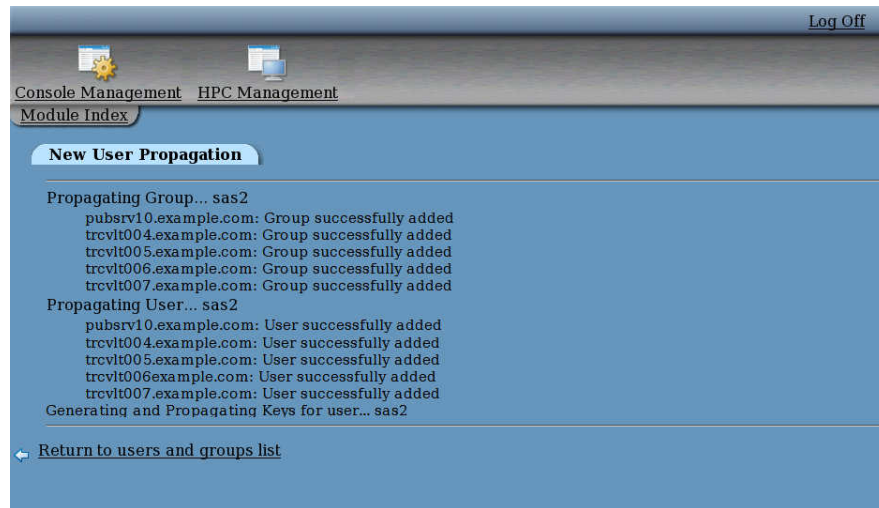 Log Off
Console Management HPC Management
Module Index
New User Propagation
Propagating Group... sas2
pubsrv10.example.com: Group successfully added
trcvlt004.example.com: Group successfully added
trcvlt005.example.com: Group successfully added
trcvlt006.example.com: Group successfully added
trcvlt007.example.com: Group successfully added
Propagating User... sas2
pubsrv10.example.com: User successfully added
trcvlt004.example.com: User successfully added
trcvlt005.example.com: User successfully added
trcvlt006example.com: User successfully added
trcvlt007.example.com: User successfully added
Generating and Propagating Keys for user... sas2
Return to users and groups list